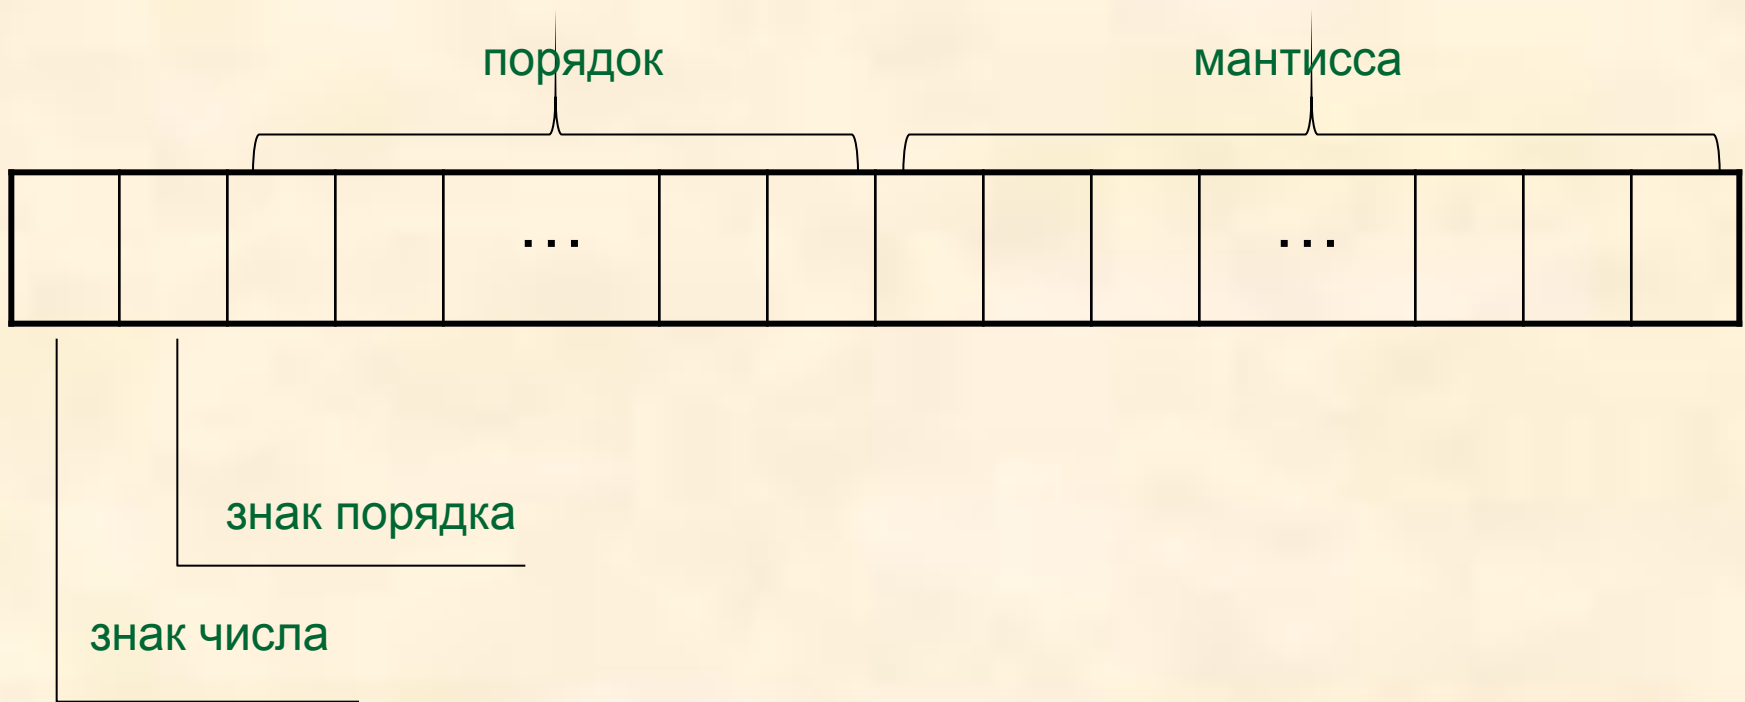 порядок
мантисса
... ...
знак порядка
знак числа